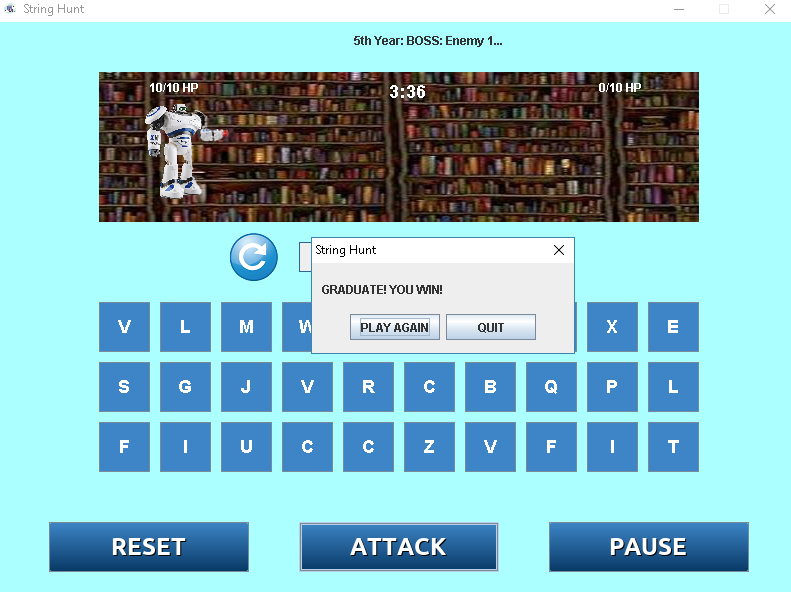 String Hunt
5th Year: BOSS: Enemy 1...
10/10 HP 3:36 0/10 HP
String Hunt
GRADUATE! YOU WIN!
PLAY AGAIN QUIT
V L M W X E
S G J V R C B Q P L
F I U C C Z V F I T
RESET ATTACK PAUSE